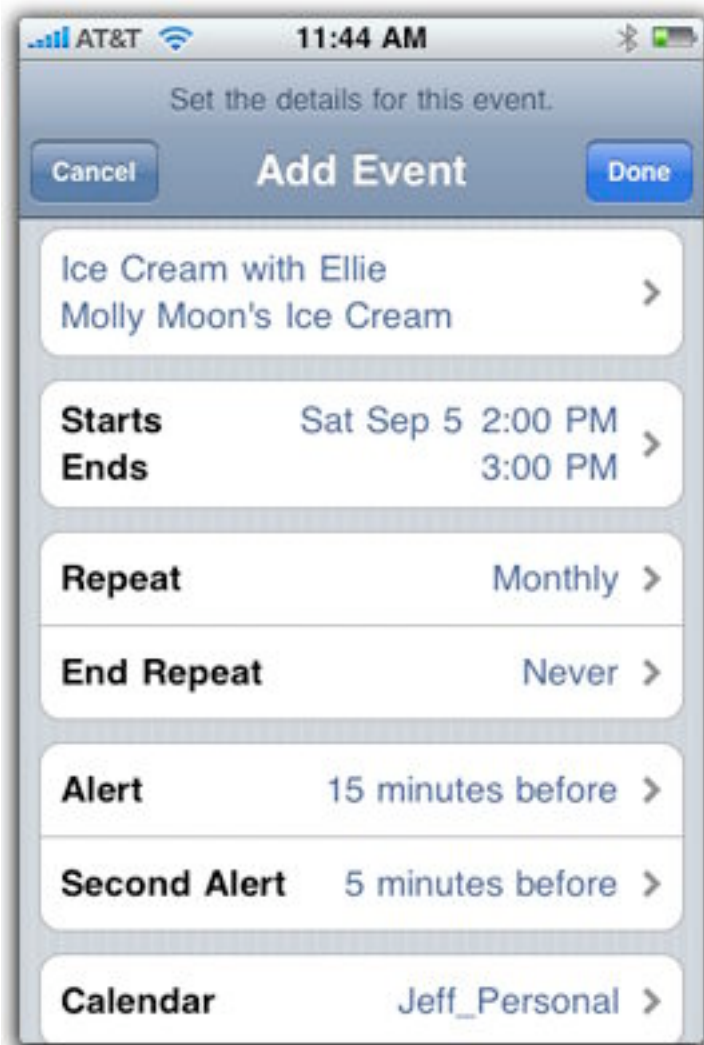 AT&T 11:44 AM
Set the details for this event.
Cancel Add Event Done
Ice Cream with Ellie
Molly Moon's Ice Cream
Starts Sat Sep 5 2:00 PM
Ends 3:00 PM
Repeat Monthly
End Repeat Never
Alert 15 minutes before
Second Alert 5 minutes before
Calendar Jeff_Personal